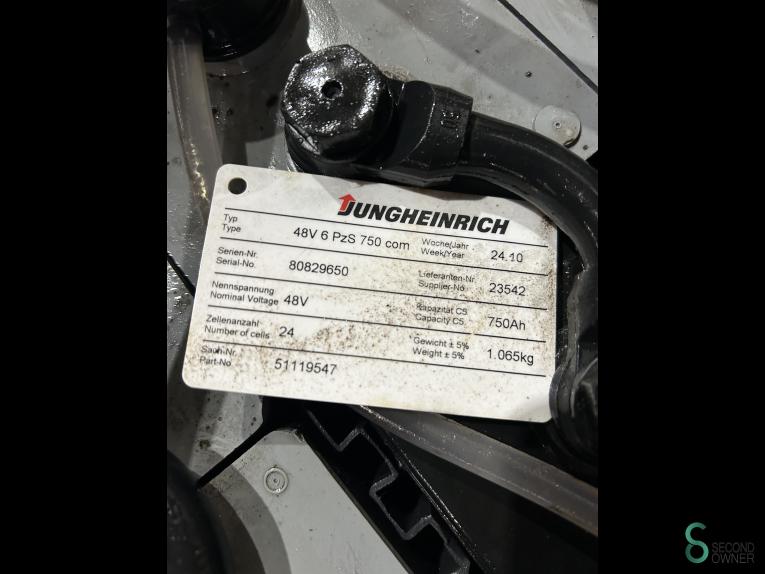 JUNGHEINRICH
Typ
Type
48V 6 PzS 750 com
Woche/Jahr
Week/Year
24.10
Serien-Nr.
Serial-No.
80829650
Lieferanten-Nr.
Supplier-No
23542
Nennspannung
Nominal Voltage
48V
Kapazität C5
Capacity C5
750Ah
Zellenanzahl
Number of cells
24
Gewicht ± 5%
Weight ± 5%
1.065kg
Sach-Nr.
Part-No
51119547
SECOND
OWNER